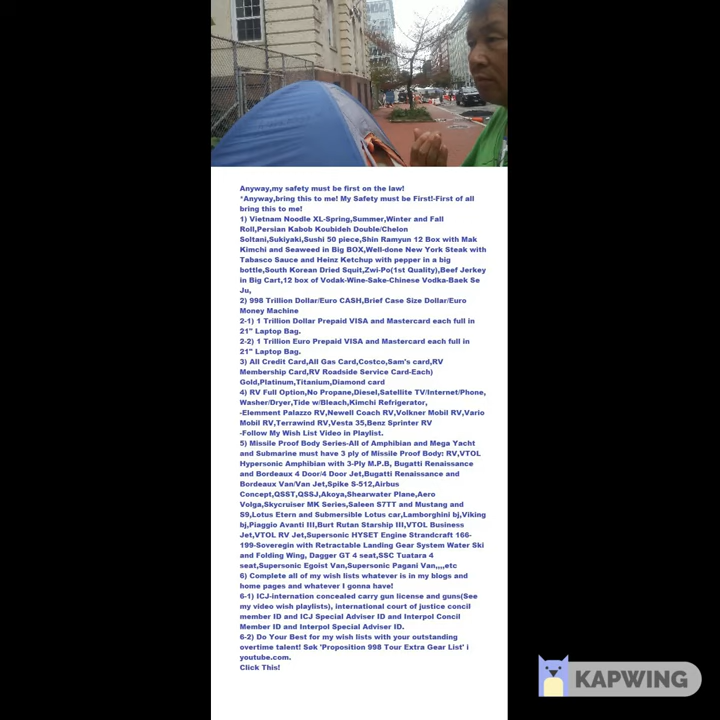 Anyway,my safety must be first on the law!
*Anyway,bring this to me! My Safety must be First!-First of all
bring this to me!
1) Vietnam Noodle XL-Spring,Summer,Winter and Fall
Roll,Persian Kabob Koubideh Double/Chelon
Soltani,Sukiyaki,Sushi 50 piece,Shin Ramyun 12 Box with Mak
Kimchi and Seaweed in Big BOX,Well-done New York Steak with
Tabasco Sauce and Heinz Ketchup with pepper in a big
bottle,South Korean Dried Squit,Zwi-Po(1st Quality),Beef Jerkey
in Big Cart,12 box of Vodak-Wine-Sake-Chinese Vodka-Baek Se
Ju,
2) 998 Trillion Dollar/Euro CASH,Brief Case Size Dollar/Euro
Money Machine
2-1) 1 Trillion Dollar Prepaid VISA and Mastercard each full in
21" Laptop Bag.
2-2) 1 Trillion Euro Prepaid VISA and Mastercard each full in
21" Laptop Bag.
3) All Credit Card,All Gas Card,Costco,Sam's card,RV
Membership Card,RV Roadside Service Card-Each)
Gold,Platinum,Titanium,Diamond card
4) RV Full Option,No Propane,Diesel,Satellite TV/Internet/Phone,
Washer/Dryer,Tide w/Bleach,Kimchi Refrigerator,
-Elemment Palazzo RV,Newell Coach RV,Volkner Mobil RV,Vario
Mobil RV,Terrawind RV,Vesta 35,Benz Sprinter RV
-Follow My Wish List Video in Playlist.
5) Missile Proof Body Series-All of Amphibian and Mega Yacht
and Submarine must have 3 ply of Missile Proof Body: RV,VTOL
Hypersonic Amphibian with 3-Ply M.P.B, Bugatti Renaissance
and Bordeaux 4 Door/4 Door Jet,Bugatti Renaissance and
Bordeaux Van/Van Jet,Spike S-512,Airbus
Concept,QSST,QSSJ,Akoya,Shearwater Plane,Aero
Volga,Skycruiser MK Series,Saleen S7TT and Mustang and
S9,Lotus Etern and Submersible Lotus car,Lamborghini bj,Viking
bj,Piaggio Avanti III,Burt Rutan Starship III,VTOL Business
Jet,VTOL RV Jet,Supersonic HYSET Engine Strandcraft 166-
199-Soveregin with Retractable Landing Gear System Water Ski
and Folding Wing, Dagger GT 4 seat,SSC Tuatara 4
seat,Supersonic Egoist Van,Supersonic Pagani Van,,,,etc
6) Complete all of my wish lists whatever is in my blogs and
home pages and whatever I gonna have!
6-1) ICJ-internation concealed carry gun license and guns(See
my video wish playlists), international court of justice concil
member ID and ICJ Special Adviser ID and Interpol Concil
Member ID and Interpol Special Adviser ID.
6-2) Do Your Best for my wish lists with your outstanding
overtime talent! Søk 'Proposition 998 Tour Extra Gear List' i
youtube.com.
Click This!
KAPWING